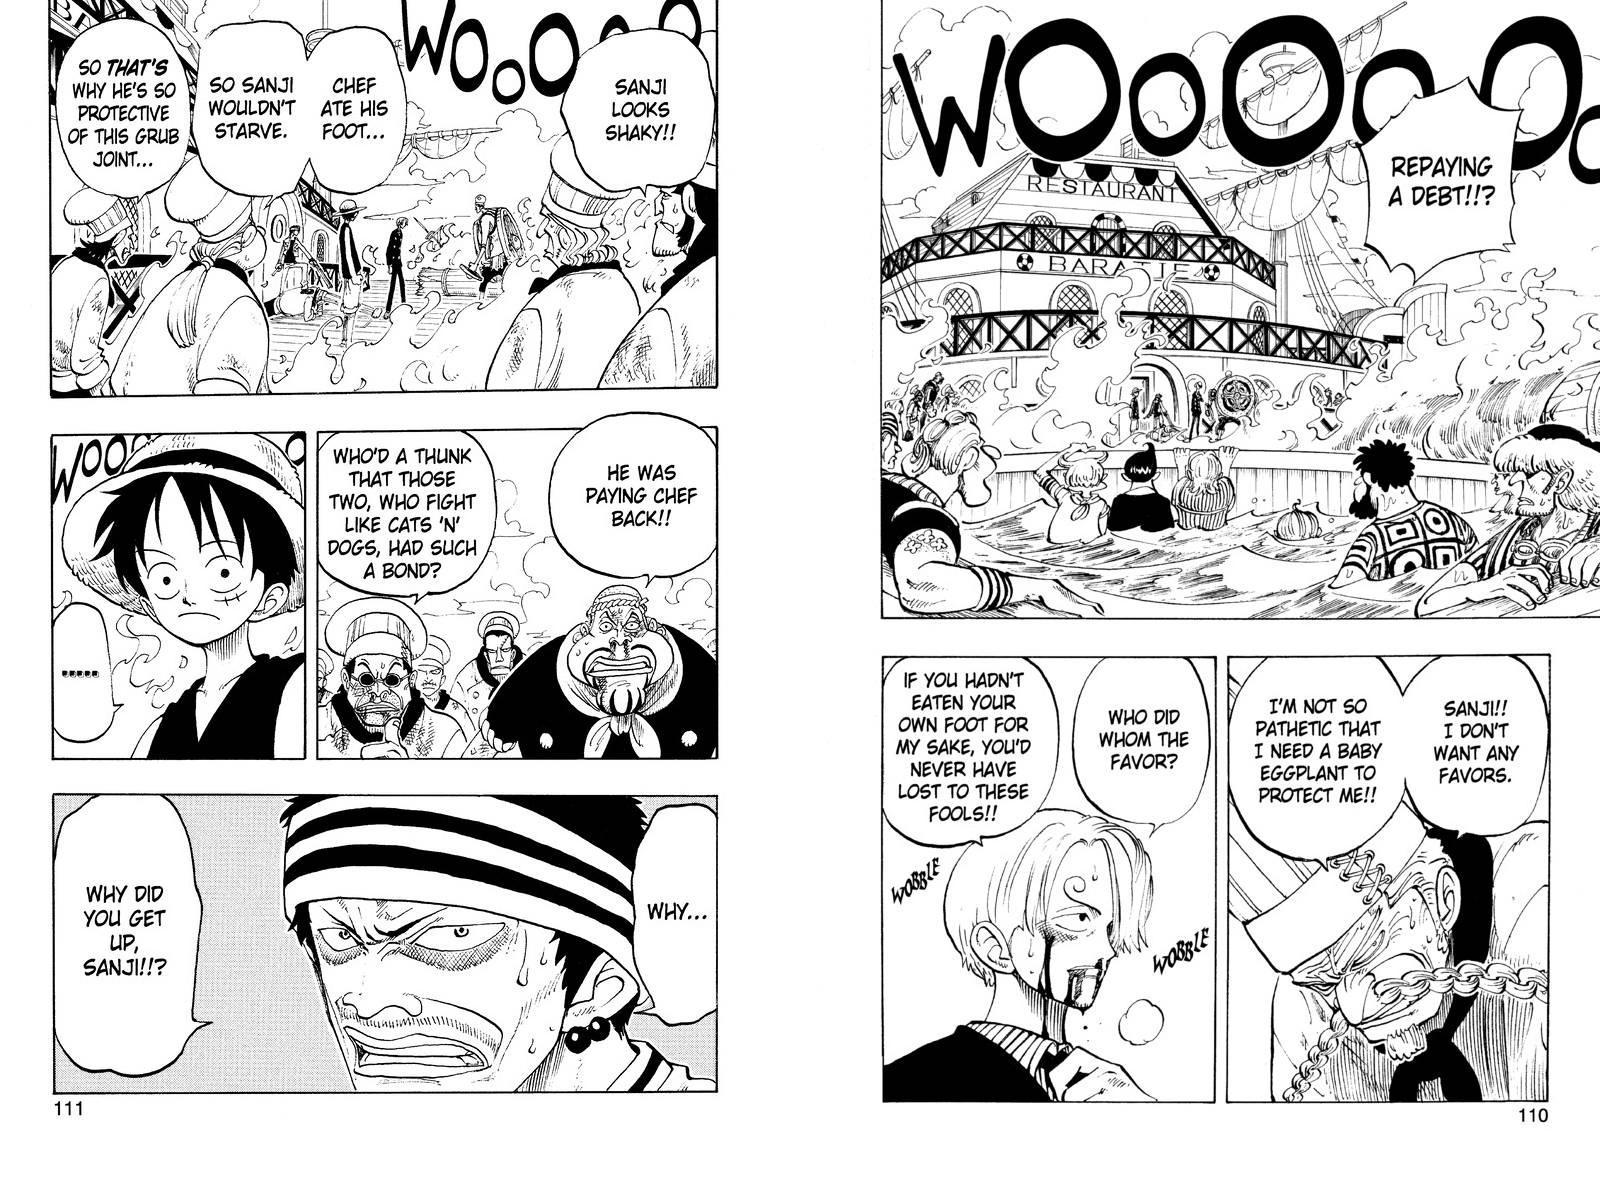 WOoOoOo
REPAYING
A DEBT!!?
RESTAURANT
BARATIE
SANJI!!
I DON'T
WANT ANY
FAVORS.
I'M NOT SO
PATHETIC THAT
I NEED A BABY
EGGPLANT TO
PROTECT ME!!
WHO DID
WHOM THE
FAVOR?
IF YOU HADN'T
EATEN YOUR
OWN FOOT FOR
MY SAKE, YOU'D
NEVER HAVE
LOST TO THESE
FOOLS!!
WOBBLE
WOBBLE
110
WOoO
SANJI
LOOKS
SHAKY!!
CHEF
ATE HIS
FOOT...
SO SANJI
WOULDN'T
STARVE.
SO THAT'S
WHY HE'S SO
PROTECTIVE
OF THIS GRUB
JOINT...
HE WAS
PAYING CHEF
BACK!!
WHO'D A THUNK
THAT THOSE
TWO, WHO FIGHT
LIKE CATS 'N'
DOGS, HAD SUCH
A BOND?
WOO
.....
WHY...
WHY DID
YOU GET
UP,
SANJI!!?
111